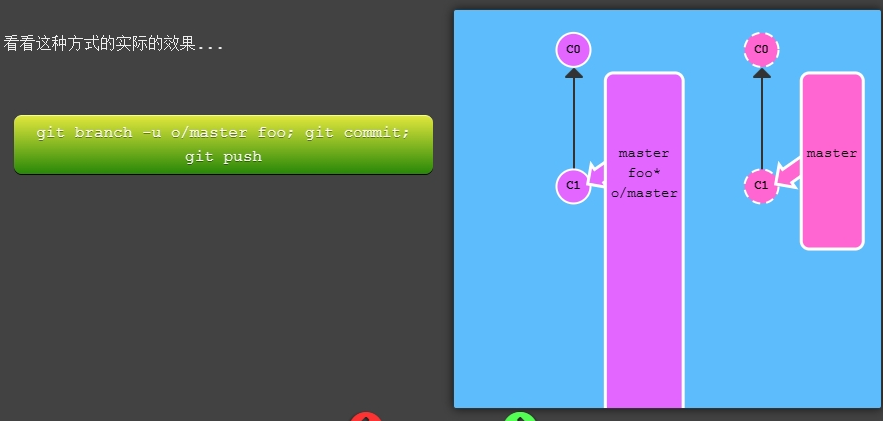 看看这种方式的实际的效果...
git branch -u o/master foo; git commit;
git push
C0
C1
master
foo*
o/master
C0
C1
master